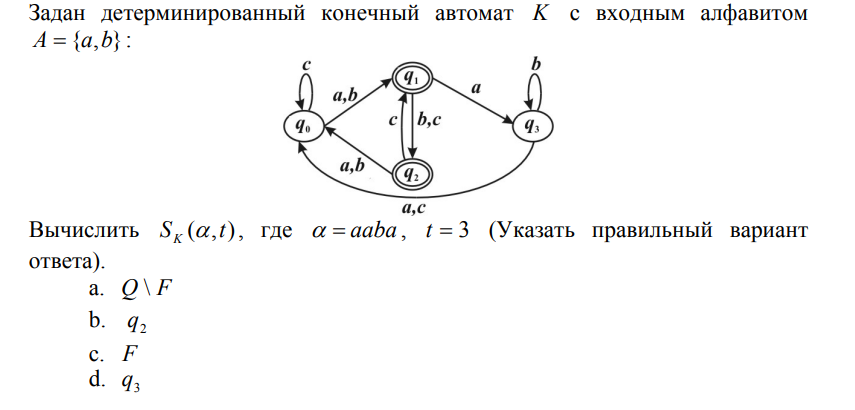 Задан детерминированный конечный автомат K с входным алфавитом
A = {a,b} :
c
b
q₁
a,b
a
q₀
c
b,c
q₃
a,b
q₂
a,c
Вычислить S_K(α,t), где α = aaba, t = 3 (Указать правильный вариант
ответа).
a. Q \ F
b. q₂
c. F
d. q₃